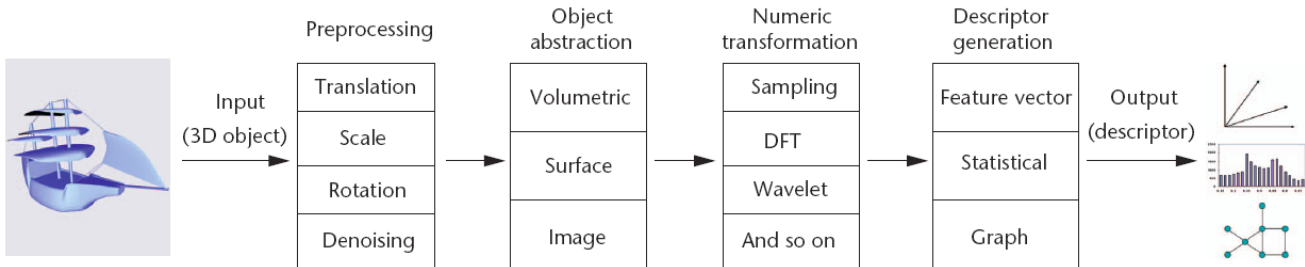 Preprocessing
Object
abstraction
Numeric
transformation
Descriptor
generation
Input
(3D object)
Translation
Scale
Rotation
Denoising
Volumetric
Surface
Image
Sampling
DFT
Wavelet
And so on
Feature vector
Statistical
Graph
Output
(descriptor)